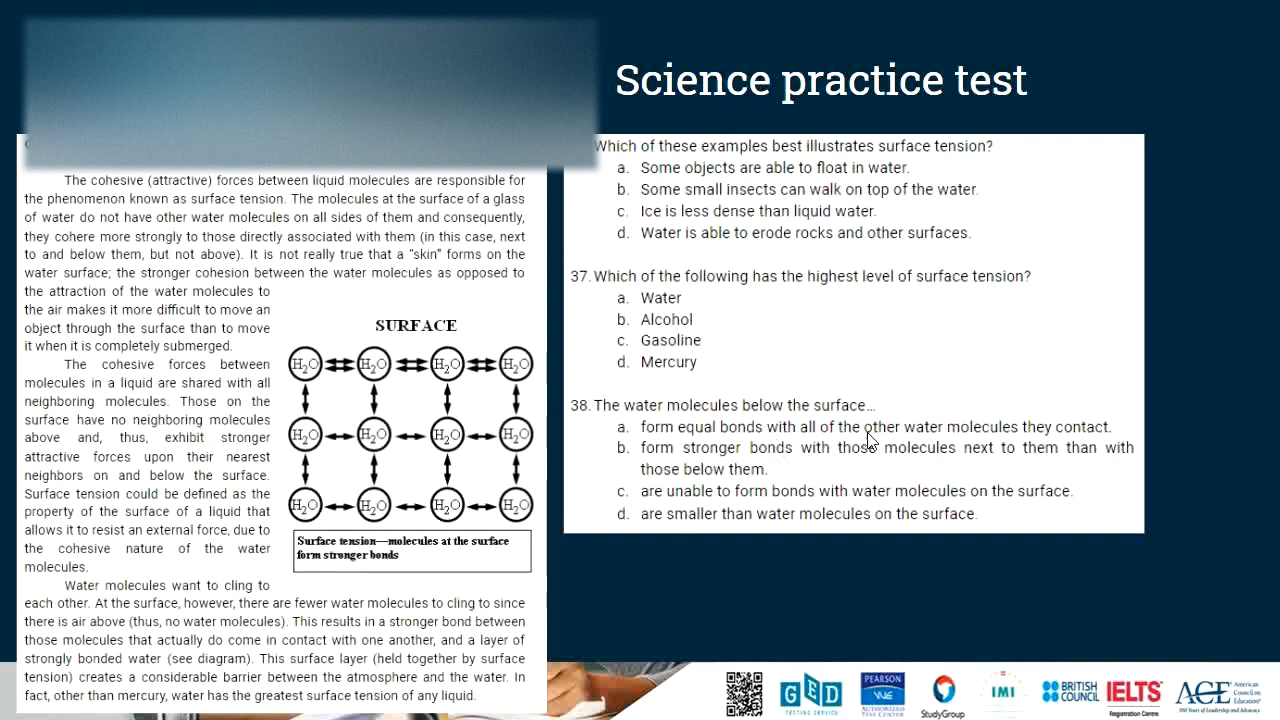 Science practice test
The cohesive (attractive) forces between liquid molecules are responsible for
the phenomenon known as surface tension. The molecules at the surface of a glass
of water do not have other water molecules on all sides of them and consequently,
they cohere more strongly to those directly associated with them (in this case, next
to and below them, but not above). It is not really true that a "skin" forms on the
water surface; the stronger cohesion between the water molecules as opposed to
the attraction of the water molecules to
the air makes it more difficult to move an
object through the surface than to move
it when it is completely submerged.
The cohesive forces between
molecules in a liquid are shared with all
neighboring molecules. Those on the
surface have no neighboring molecules
above and, thus, exhibit stronger
attractive forces upon their nearest
neighbors on and below the surface.
Surface tension could be defined as the
property of the surface of a liquid that
allows it to resist an external force, due to
the cohesive nature of the water
molecules.
SURFACE
H₂O H₂O H₂O H₂O
H₂O H₂O H₂O H₂O
H₂O H₂O H₂O H₂O
Surface tension—molecules at the surface
form stronger bonds
Water molecules want to cling to
each other. At the surface, however, there are fewer water molecules to cling to since
there is air above (thus, no water molecules). This results in a stronger bond between
those molecules that actually do come in contact with one another, and a layer of
strongly bonded water (see diagram). This surface layer (held together by surface
tension) creates a considerable barrier between the atmosphere and the water. In
fact, other than mercury, water has the greatest surface tension of any liquid.
Which of these examples best illustrates surface tension?
a. Some objects are able to float in water.
b. Some small insects can walk on top of the water.
c. Ice is less dense than liquid water.
d. Water is able to erode rocks and other surfaces.
37. Which of the following has the highest level of surface tension?
a. Water
b. Alcohol
c. Gasoline
d. Mercury
38. The water molecules below the surface…
a. form equal bonds with all of the other water molecules they contact.
b. form stronger bonds with those molecules next to them than with
those below them.
c. are unable to form bonds with water molecules on the surface.
d. are smaller than water molecules on the surface.
GED
TESTING SERVICE
PEARSON
VUE
AUTHORIZED
TEST CENTER
StudyGroup
IMI
BRITISH
COUNCIL
IELTS
Registration Centre
ACE
American
Council on
Education
100 Years of Leadership and Advocacy